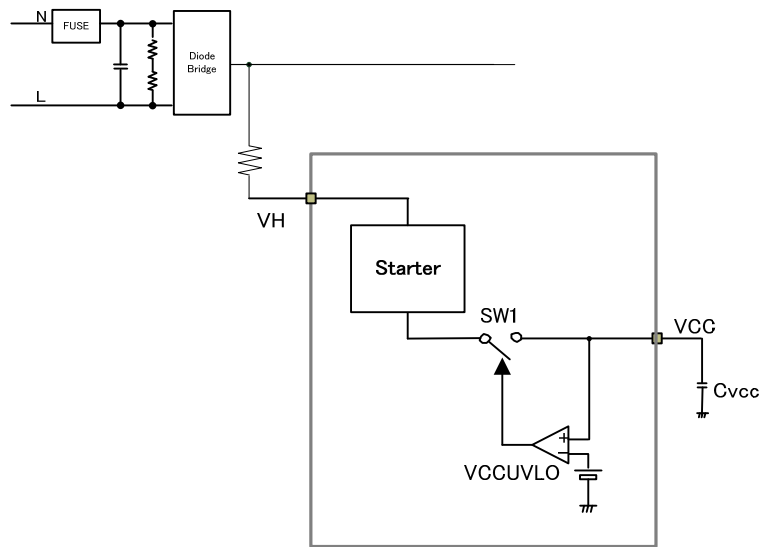 N
FUSE
Diode
Bridge
L
VH
Starter
SW1
VCC
Cvcc
+
−
VCCUVLO